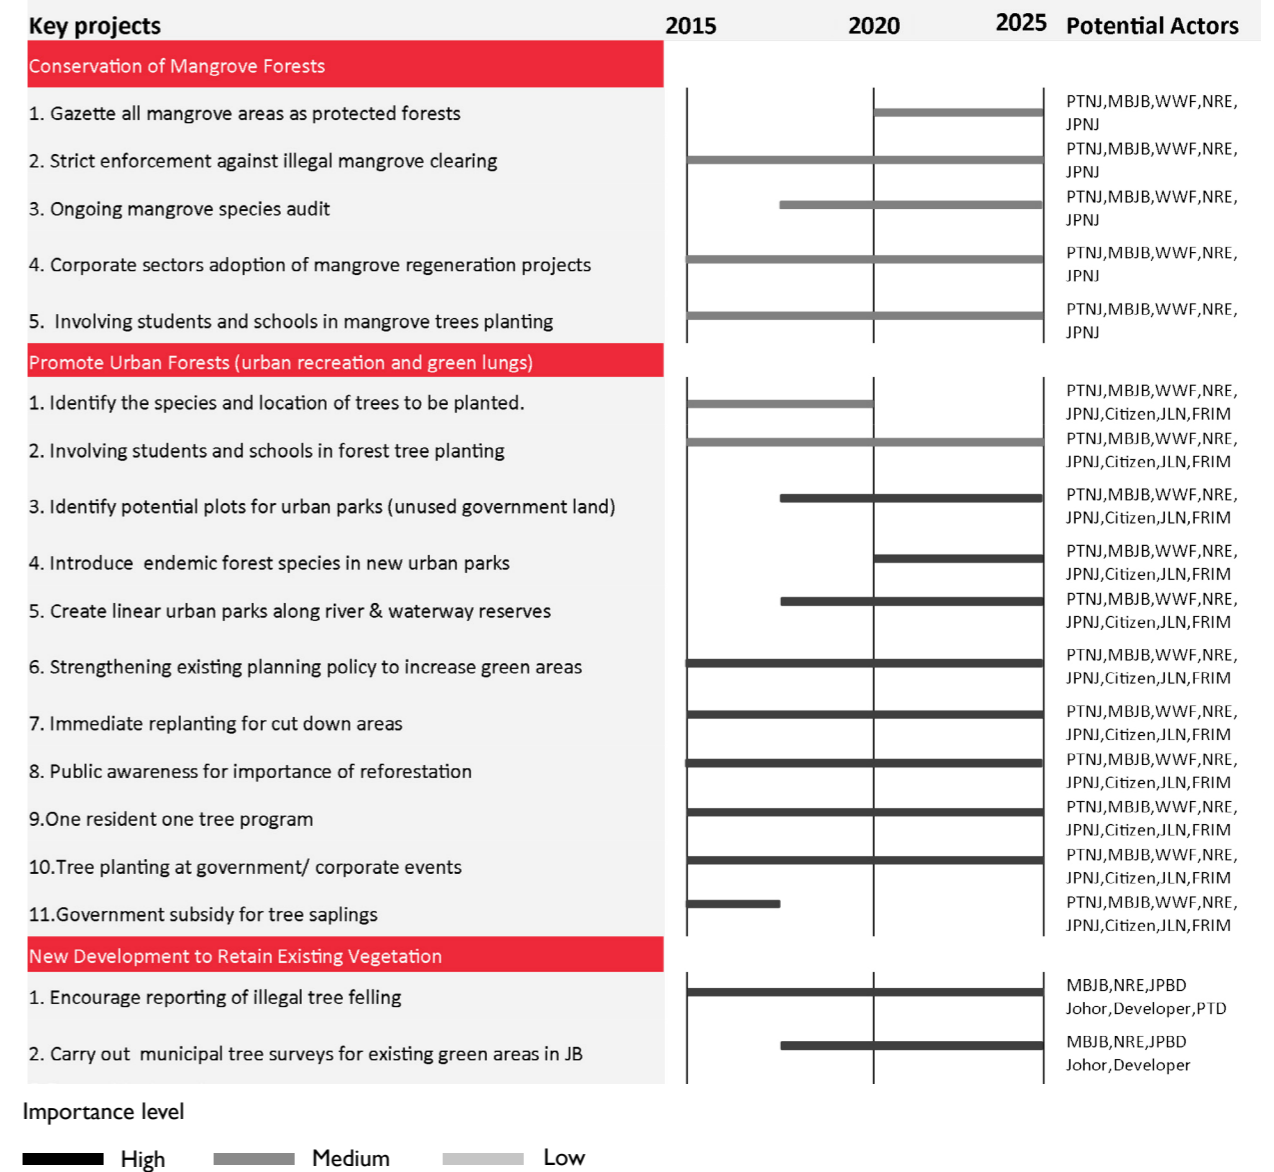 Key projects 2015 2020 2025 Potential Actors
Conservation of Mangrove Forests
1. Gazette all mangrove areas as protected forests
PTNJ,MBJB,WWF,NRE,
JPNJ
2. Strict enforcement against illegal mangrove clearing
PTNJ,MBJB,WWF,NRE,
JPNJ
3. Ongoing mangrove species audit
PTNJ,MBJB,WWF,NRE,
JPNJ
4. Corporate sectors adoption of mangrove regeneration projects
PTNJ,MBJB,WWF,NRE,
JPNJ
5. Involving students and schools in mangrove trees planting
PTNJ,MBJB,WWF,NRE,
JPNJ
Promote Urban Forests (urban recreation and green lungs)
1. Identify the species and location of trees to be planted.
PTNJ,MBJB,WWF,NRE,
JPNJ,Citizen,JLN,FRIM
2. Involving students and schools in forest tree planting
PTNJ,MBJB,WWF,NRE,
JPNJ,Citizen,JLN,FRIM
3. Identify potential plots for urban parks (unused government land)
PTNJ,MBJB,WWF,NRE,
JPNJ,Citizen,JLN,FRIM
4. Introduce endemic forest species in new urban parks
PTNJ,MBJB,WWF,NRE,
JPNJ,Citizen,JLN,FRIM
5. Create linear urban parks along river & waterway reserves
PTNJ,MBJB,WWF,NRE,
JPNJ,Citizen,JLN,FRIM
6. Strengthening existing planning policy to increase green areas
PTNJ,MBJB,WWF,NRE,
JPNJ,Citizen,JLN,FRIM
7. Immediate replanting for cut down areas
PTNJ,MBJB,WWF,NRE,
JPNJ,Citizen,JLN,FRIM
8. Public awareness for importance of reforestation
PTNJ,MBJB,WWF,NRE,
JPNJ,Citizen,JLN,FRIM
9.One resident one tree program
PTNJ,MBJB,WWF,NRE,
JPNJ,Citizen,JLN,FRIM
10.Tree planting at government/ corporate events
PTNJ,MBJB,WWF,NRE,
JPNJ,Citizen,JLN,FRIM
11.Government subsidy for tree saplings
PTNJ,MBJB,WWF,NRE,
JPNJ,Citizen,JLN,FRIM
New Development to Retain Existing Vegetation
1. Encourage reporting of illegal tree felling
MBJB,NRE,JPBD
Johor,Developer,PTD
2. Carry out municipal tree surveys for existing green areas in JB
MBJB,NRE,JPBD
Johor,Developer
Importance level
High Medium Low